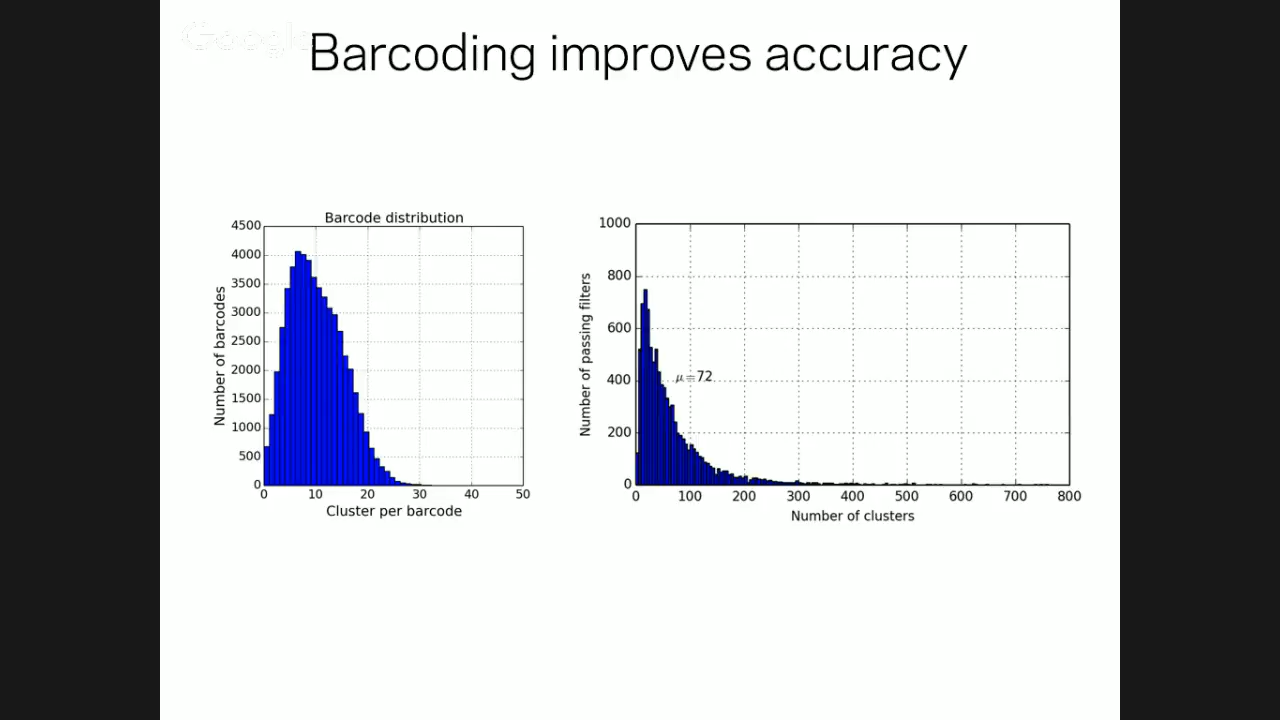 Google
Barcoding improves accuracy
Barcode distribution
4500
4000
3500
3000
2500
2000
1500
1000
500
0
Number of barcodes
0 10 20 30 40 50
Cluster per barcode
1000
800
600
400
200
0
Number of passing filters
μ=72
0 100 200 300 400 500 600 700 800
Number of clusters